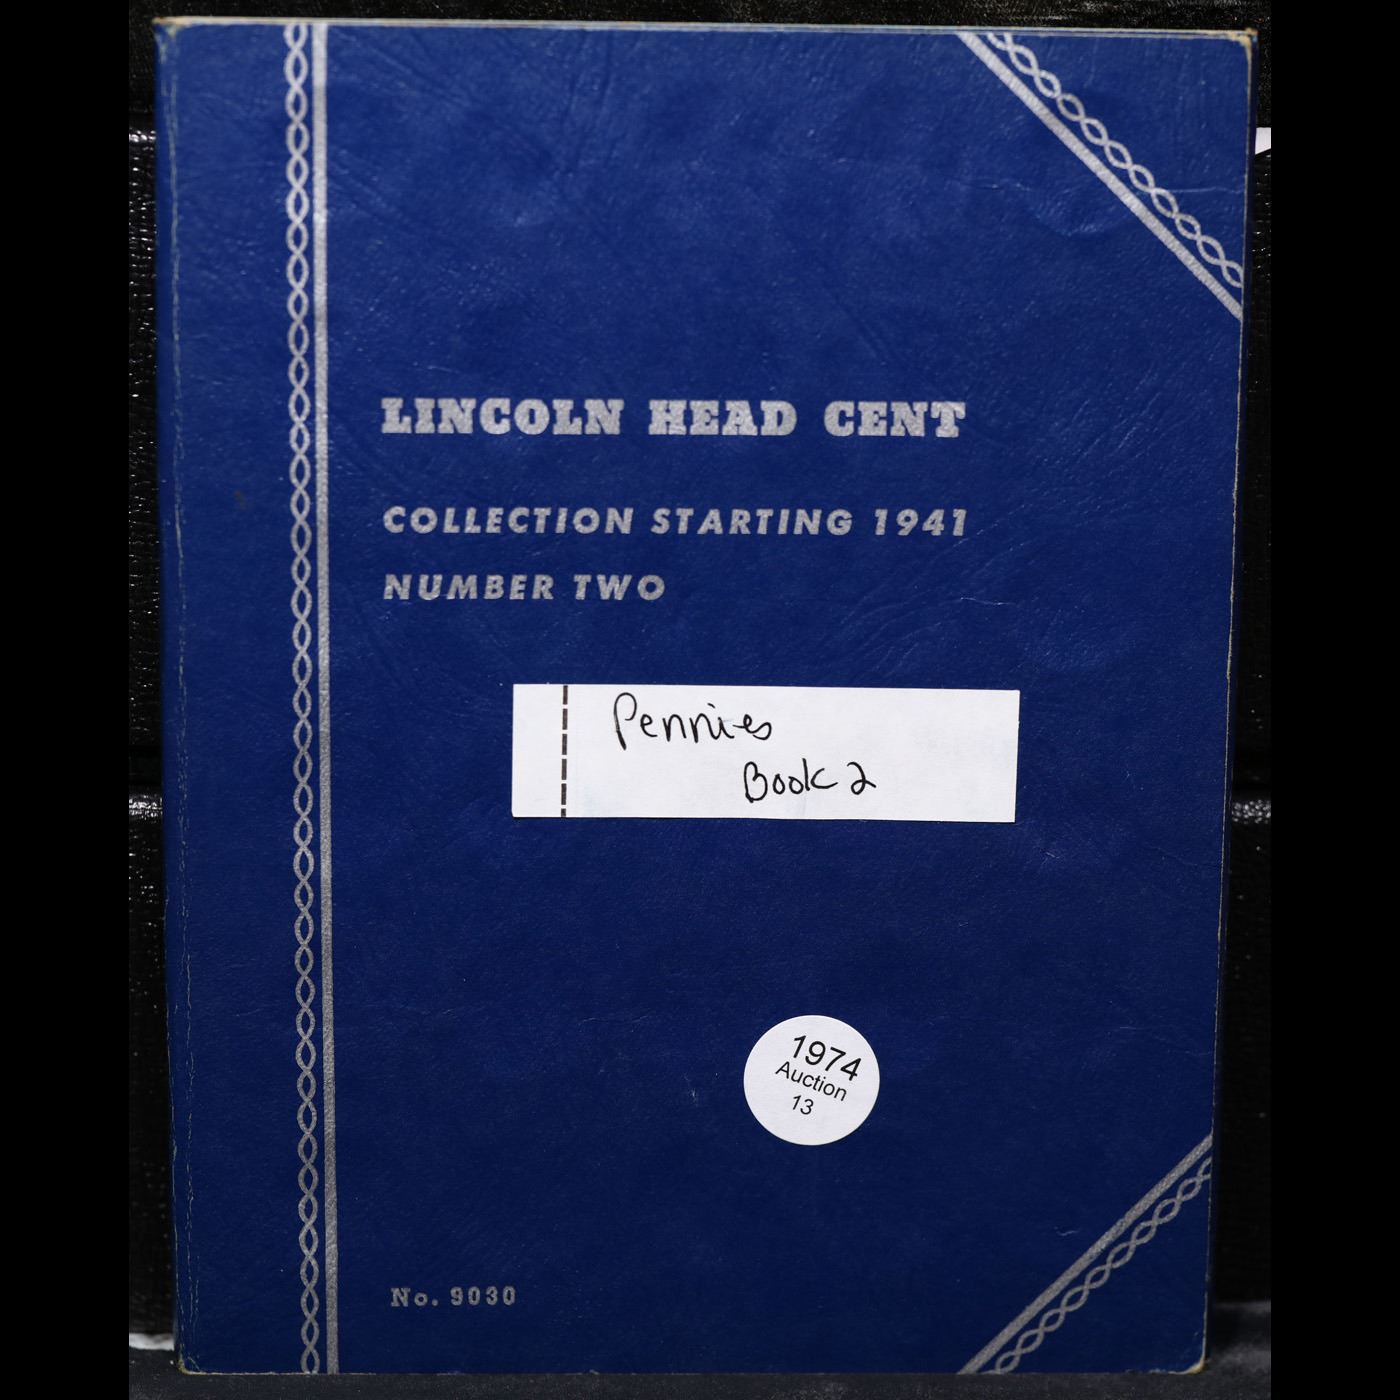 LINCOLN HEAD CENT
COLLECTION STARTING 1941
NUMBER TWO
Pennies
Book 2
1974
Auction
13
No. 9030